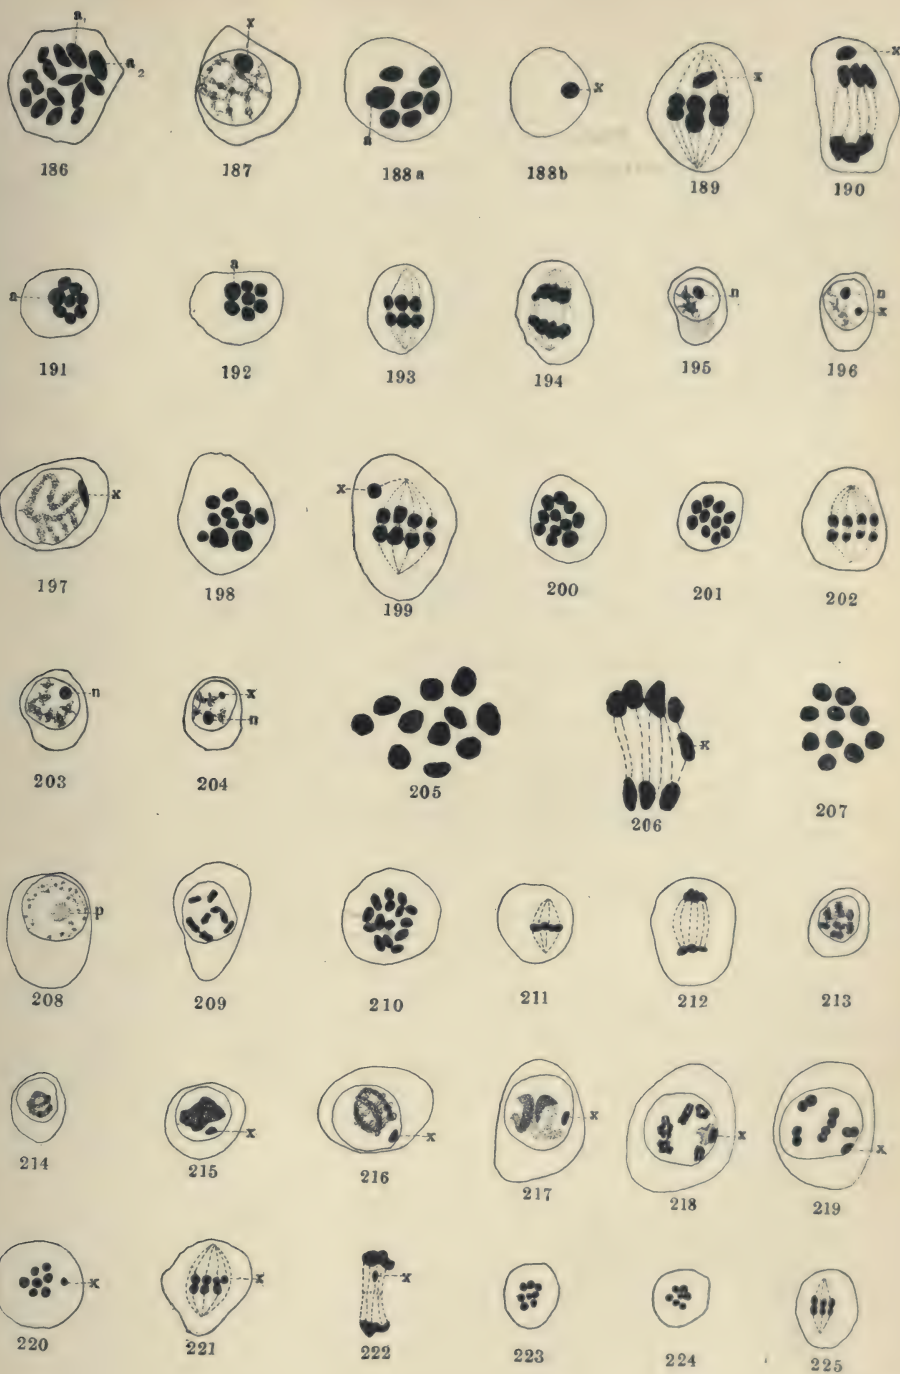 a₁ x x x
a₂
a x
186 187 188a 188b 189 190
a a n n
x
191 192 193 194 195 196
x x
197 198 199 200 201 202
n x
n x
203 204 205 206 207
p
208 209 210 211 212 213
x x x x x
214 215 216 217 218 219
x x x
220 221 222 223 224 225